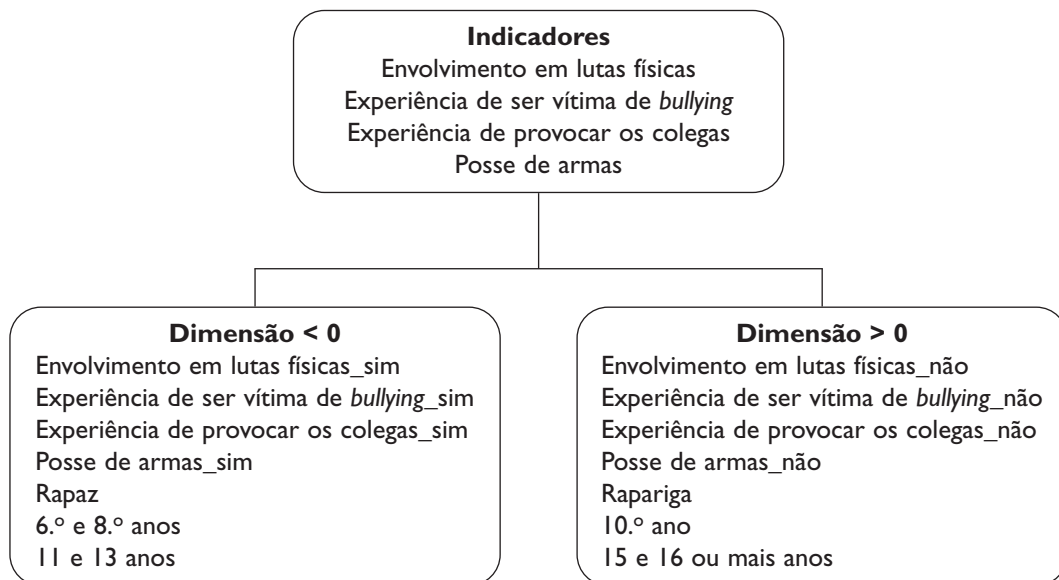 Indicadores
Envolvimento em lutas físicas
Experiência de ser vítima de bullying
Experiência de provocar os colegas
Posse de armas
Dimensão < 0
Envolvimento em lutas físicas_sim
Experiência de ser vítima de bullying_sim
Experiência de provocar os colegas_sim
Posse de armas_sim
Rapaz
6.º e 8.º anos
11 e 13 anos
Dimensão > 0
Envolvimento em lutas físicas_não
Experiência de ser vítima de bullying_não
Experiência de provocar os colegas_não
Posse de armas_não
Rapariga
10.º ano
15 e 16 ou mais anos